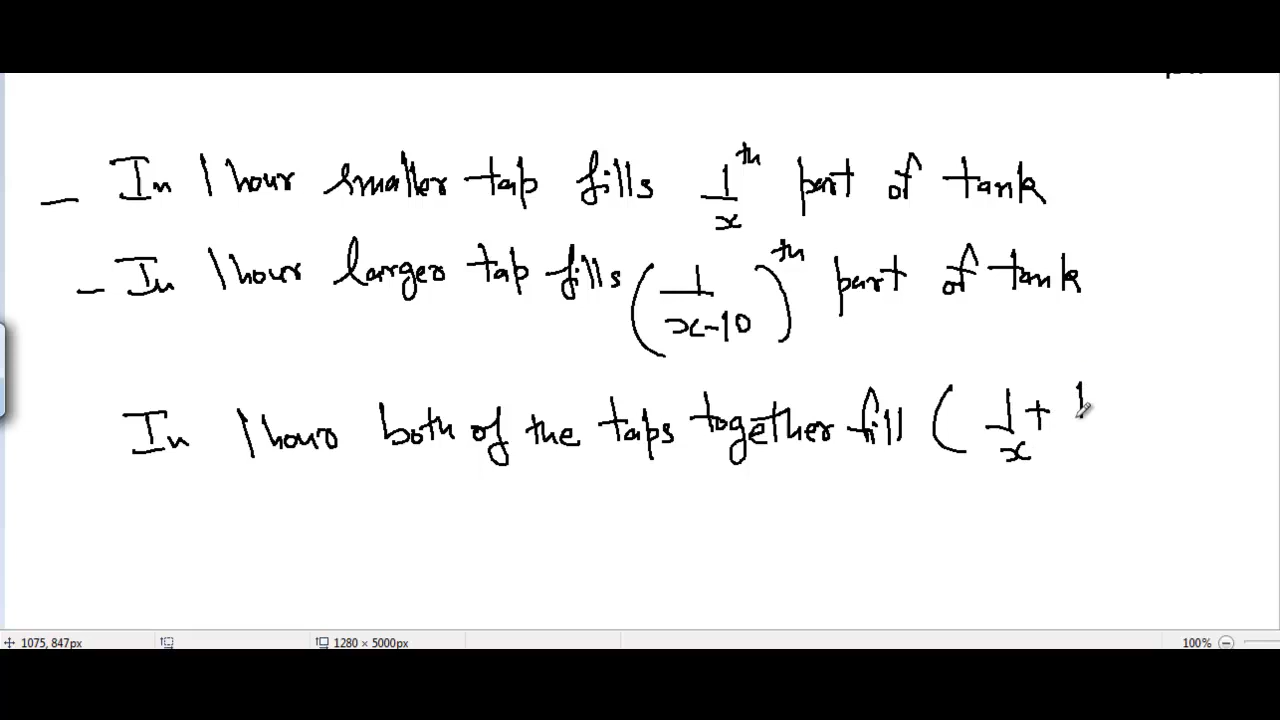 — In 1 hour smaller tap fills 1/x th part of tank
— In 1 hour larger tap fills (1/x-10)th part of tank
In 1 hour both of the taps together fill ( 1/x + 1
1075, 847px 1280 × 5000px 100%